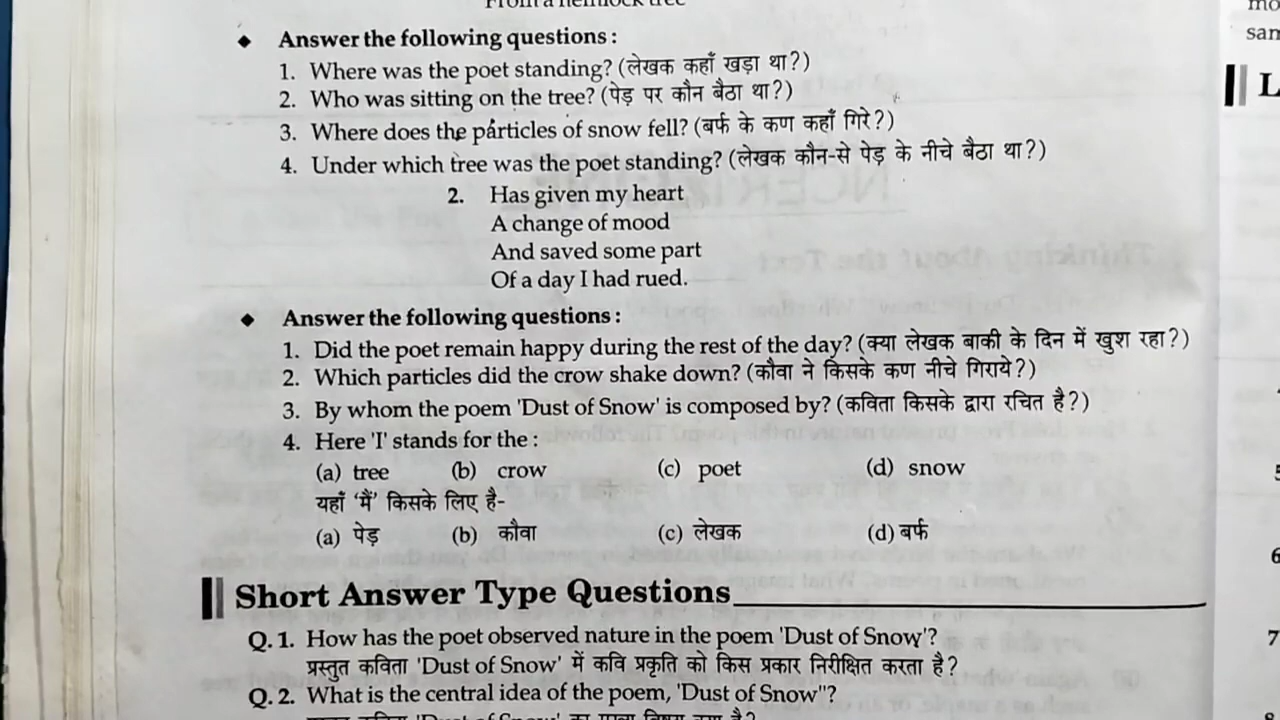 From a hemlock tree
◆ Answer the following questions :
1. Where was the poet standing? (लेखक कहाँ खड़ा था?)
2. Who was sitting on the tree? (पेड़ पर कौन बैठा था?)
3. Where does the particles of snow fell? (बर्फ के कण कहाँ गिरे?)
4. Under which tree was the poet standing? (लेखक कौन-से पेड़ के नीचे बैठा था?)
2. Has given my heart
A change of mood
And saved some part
Of a day I had rued.
◆ Answer the following questions :
1. Did the poet remain happy during the rest of the day? (क्या लेखक बाकी के दिन में खुश रहा?)
2. Which particles did the crow shake down? (कौवा ने किसके कण नीचे गिराये?)
3. By whom the poem 'Dust of Snow' is composed by? (कविता किसके द्वारा रचित है?)
4. Here 'I' stands for the :
(a) tree (b) crow (c) poet (d) snow
यहाँ ‘मैं’ किसके लिए है-
(a) पेड़ (b) कौवा (c) लेखक (d) बर्फ
Short Answer Type Questions
Q. 1. How has the poet observed nature in the poem 'Dust of Snow'?
प्रस्तुत कविता 'Dust of Snow' में कवि प्रकृति को किस प्रकार निरीक्षित करता है?
Q. 2. What is the central idea of the poem, 'Dust of Snow"?
L
6
7